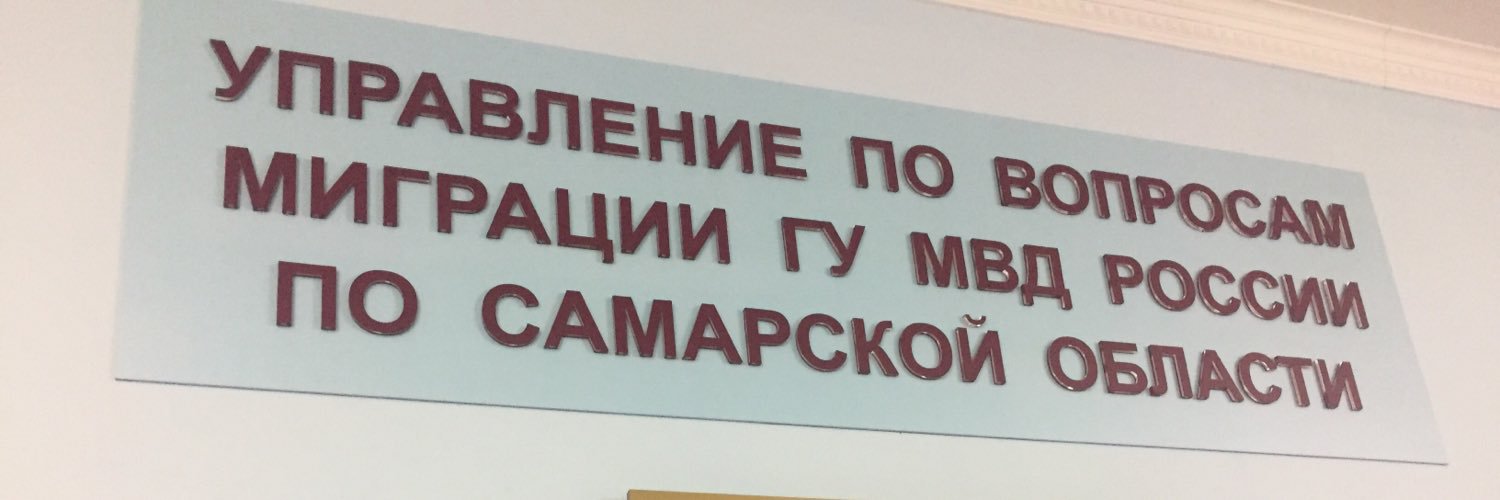 УПРАВЛЕНИЕ ПО ВОПРОСАМ
МИГРАЦИИ ГУ МВД РОССИИ
ПО САМАРСКОЙ ОБЛАСТИ